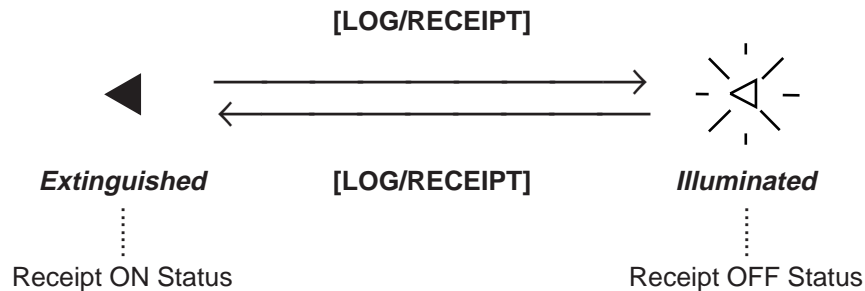 [LOG/RECEIPT]
Extinguished [LOG/RECEIPT] Illuminated
Receipt ON Status Receipt OFF Status